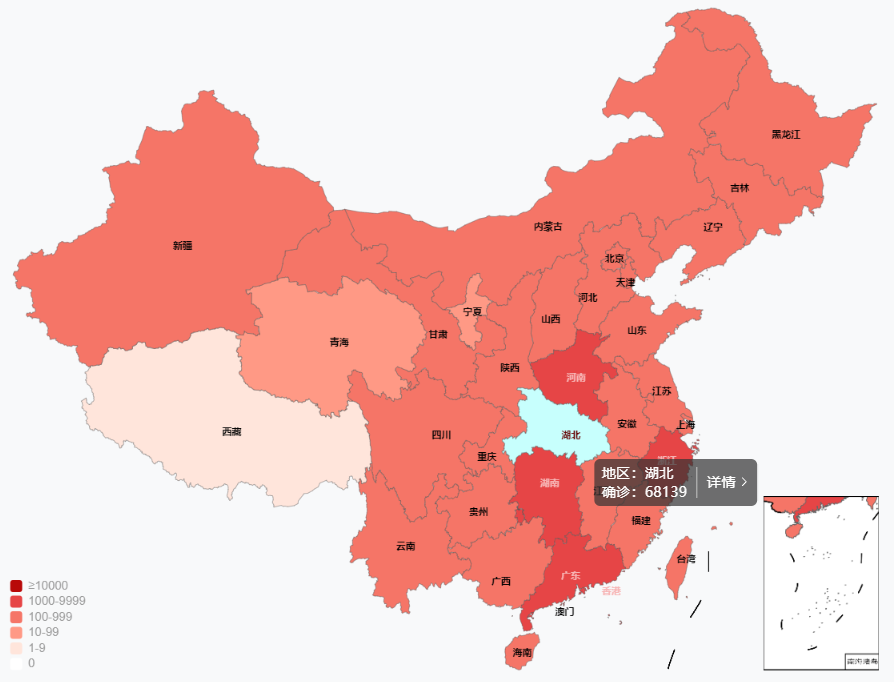 黑龙江
吉林
辽宁
内蒙古
新疆
北京
天津
河北
宁夏
山西
山东
甘肃
青海
陕西
河南
江苏
上海
安徽
西藏
四川
湖北
重庆
浙江
地区：湖北
确诊：68139
详情 >
湖南
江
贵州
福建
云南
台湾
广西
广东
香港
澳门
海南
南海诸岛
≥10000
1000-9999
100-999
10-99
1-9
0